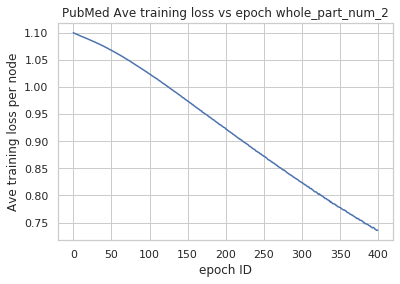 PubMed Ave training loss vs epoch whole_part_num_2
Ave training loss per node
1.10
1.05
1.00
0.95
0.90
0.85
0.80
0.75
0 50 100 150 200 250 300 350 400
epoch ID